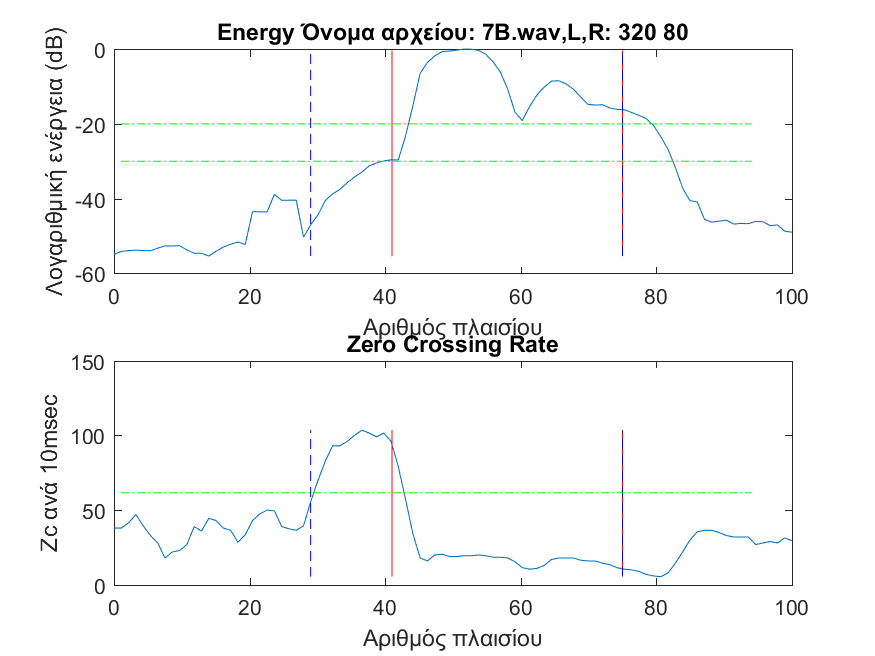 Energy Όνομα αρχείου: 7B.wav,L,R: 320 80
Λογαριθμική ενέργεια (dB)
0
-20
-40
-60
0 20 40 60 80 100
Αριθμός πλαισίου
Zero Crossing Rate
Zc ανά 10msec
150
100
50
0
0 20 40 60 80 100
Αριθμός πλαισίου